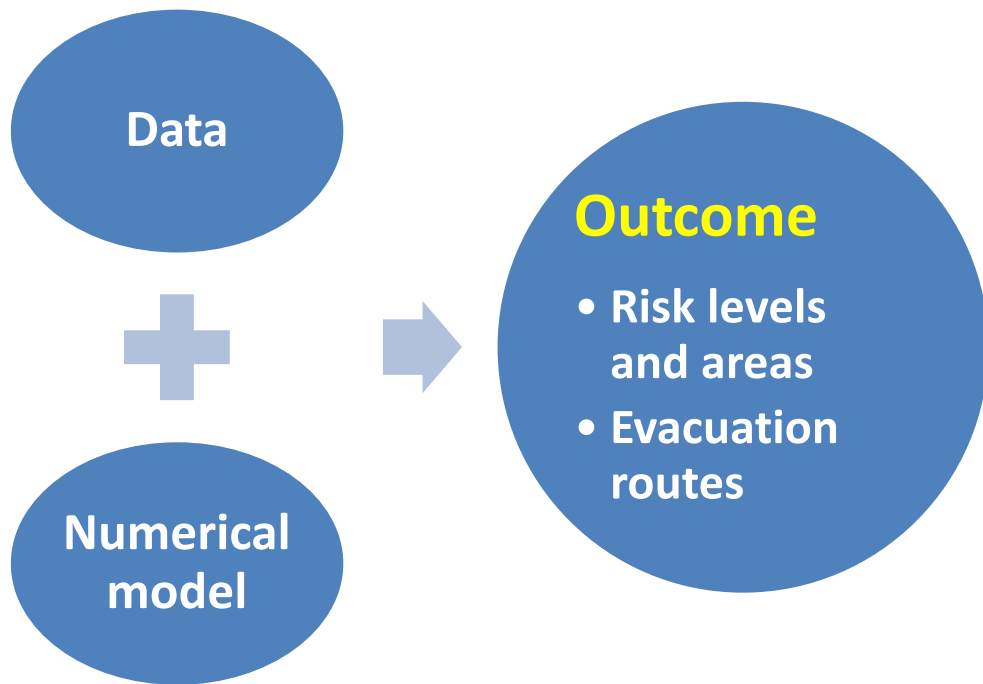 Data
Numerical
model
Outcome
• Risk levels
and areas
• Evacuation
routes